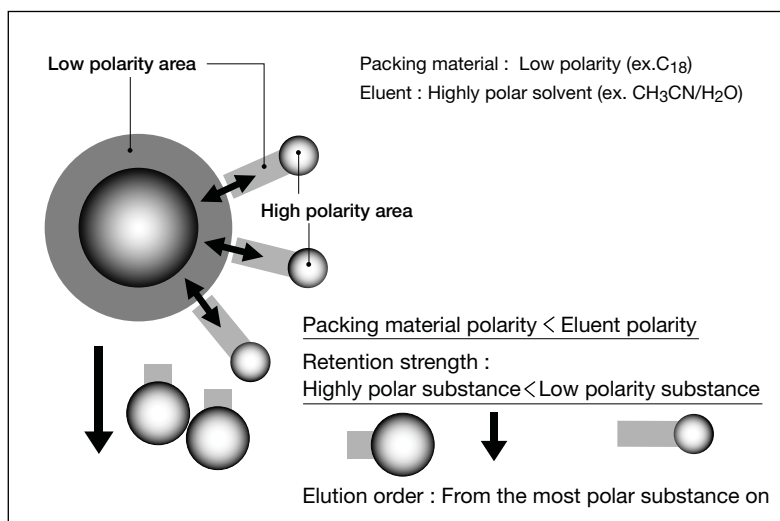 Low polarity area
Packing material : Low polarity (ex.C18)
Eluent : Highly polar solvent (ex. CH3CN/H2O)
High polarity area
Packing material polarity < Eluent polarity
Retention strength :
Highly polar substance<Low polarity substance
Elution order : From the most polar substance on